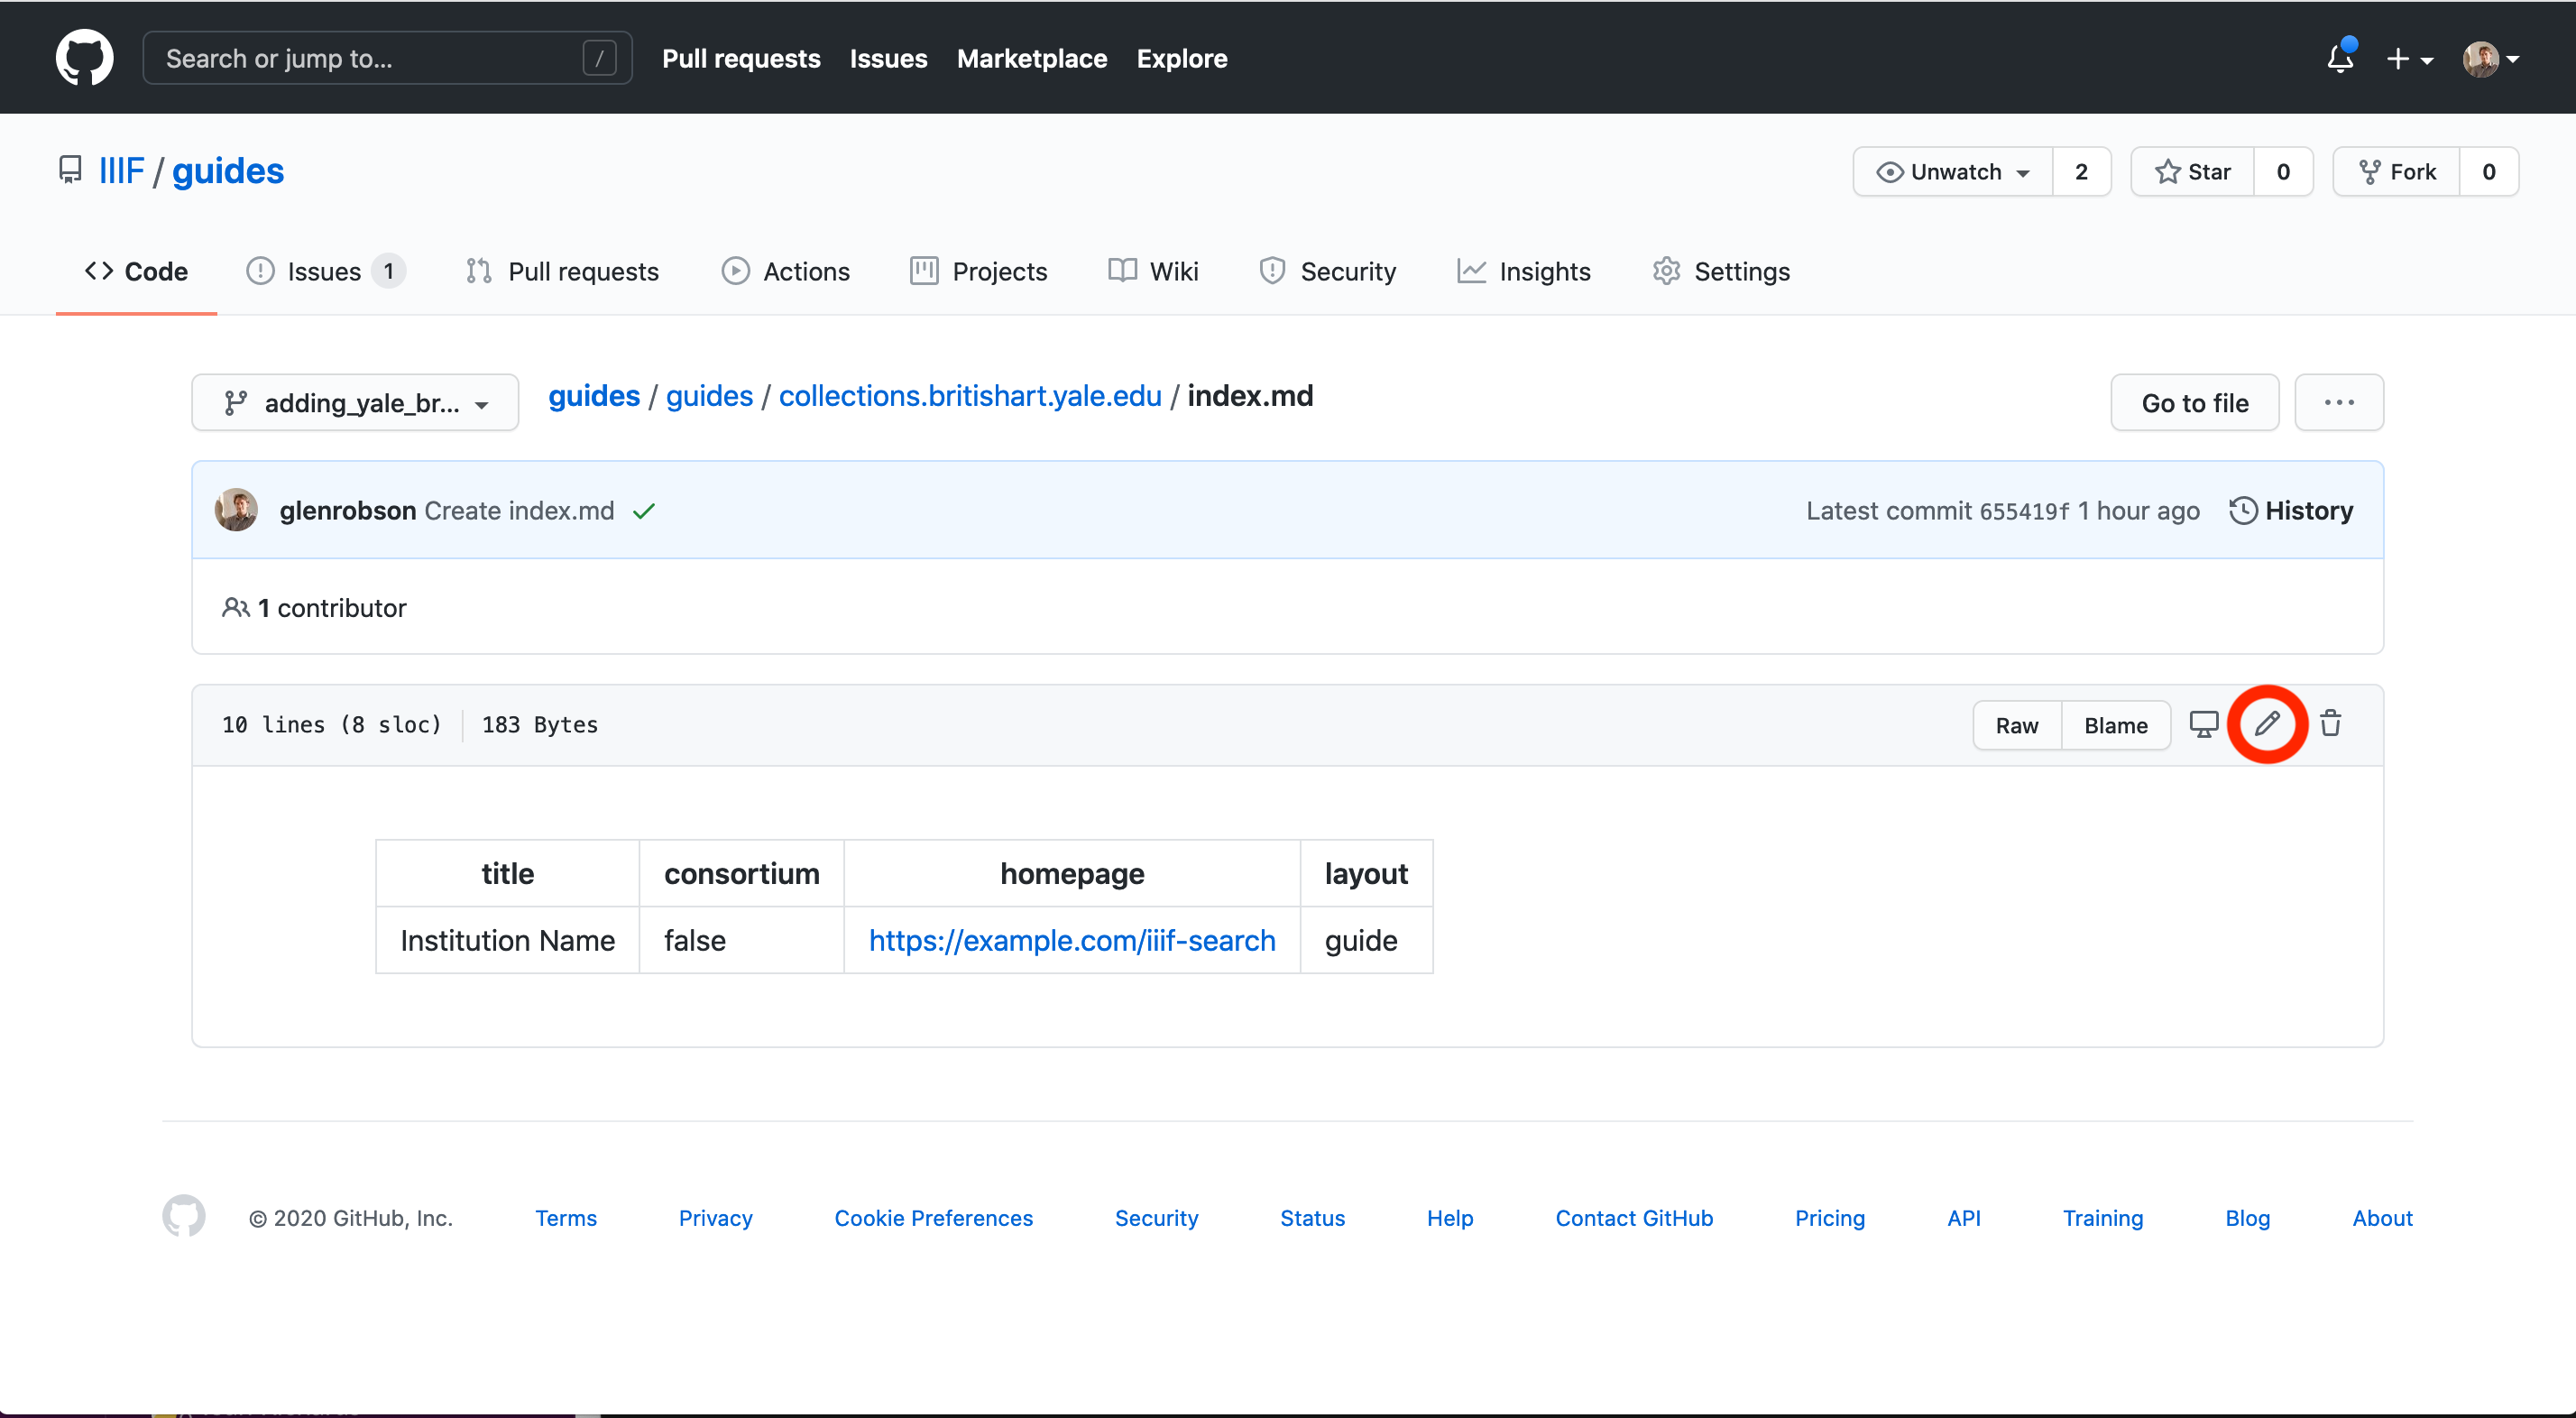 Search or jump to... /
Pull requests Issues Marketplace Explore
IIIF / guides
Unwatch 2 Star 0 Fork 0
Code Issues 1 Pull requests Actions Projects Wiki Security Insights Settings
adding_yale_br... guides / guides / collections.britishart.yale.edu / index.md Go to file ...
glenrobson Create index.md Latest commit 655419f 1 hour ago History
1 contributor
10 lines (8 sloc) 183 Bytes Raw Blame
title consortium homepage layout
Institution Name false https://example.com/iiif-search guide
© 2020 GitHub, Inc. Terms Privacy Cookie Preferences Security Status Help Contact GitHub Pricing API Training Blog About